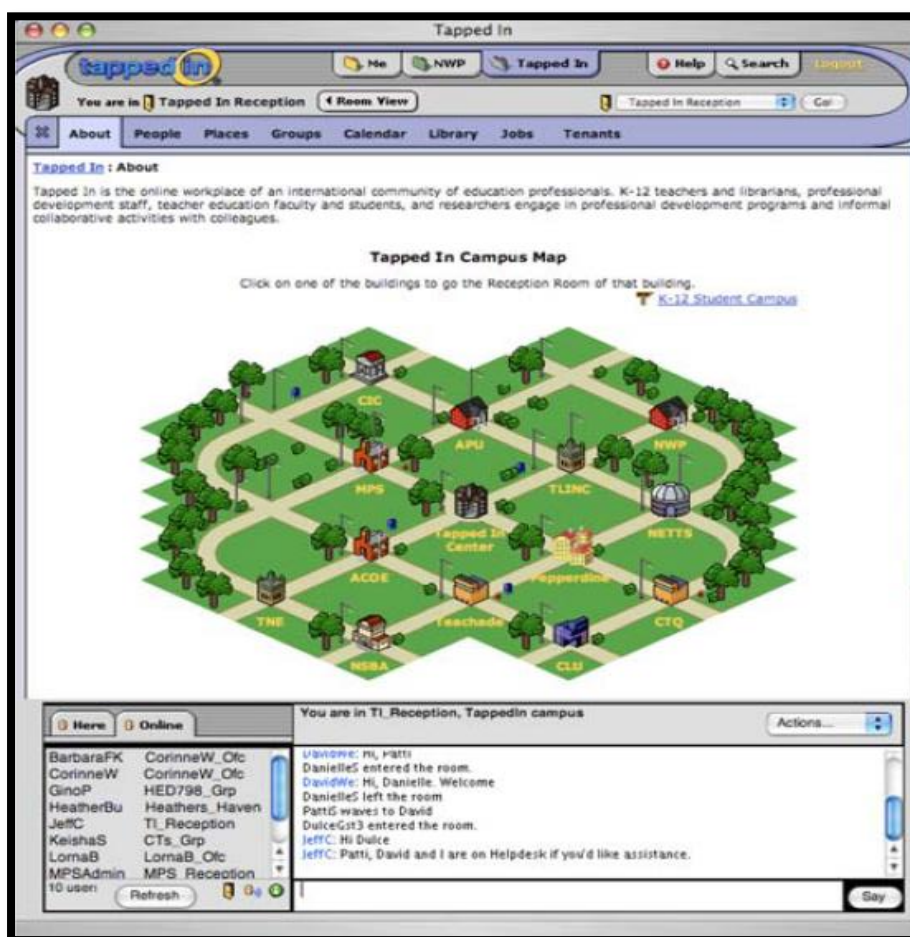 Tapped In
tapped in
Me
NWP
Tapped In
Help
Search
Logout
You are in Tapped In Reception
Room View
Tapped In Reception
Go!
About People Places Groups Calendar Library Jobs Tenants
Tapped In : About
Tapped In is the online workplace of an international community of education professionals. K-12 teachers and librarians, professional
development staff, teacher education faculty and students, and researchers engage in professional development programs and informal
collaborative activities with colleagues.
Tapped In Campus Map
Click on one of the buildings to go the Reception Room of that building.
K-12 Student Campus
CIC
APU
NWP
MPS
TLINC
Tapped In
Center
NETTS
ACOE
Pepperdine
TNE
Teachade
CTQ
NSBA
CLU
Here
Online
You are in TI_Reception, TappedIn campus
Actions...
BarbaraFK CorinneW_Ofc
CorinneW CorinneW_Ofc
GinoP HED798_Grp
HeatherBu Heathers_Haven
JeffC TI_Reception
KeishaS CTs_Grp
LornaB LornaB_Ofc
MPSAdmin MPS_Reception
10 users
Refresh
DavidWe: Hi, Patti
DanielleS entered the room.
DavidWe: Hi, Danielle. Welcome
DanielleS left the room
PattiS waves to David
DulceGst3 entered the room.
JeffC: Hi Dulce
JeffC: Patti, David and I are on Helpdesk if you'd like assistance.
Say